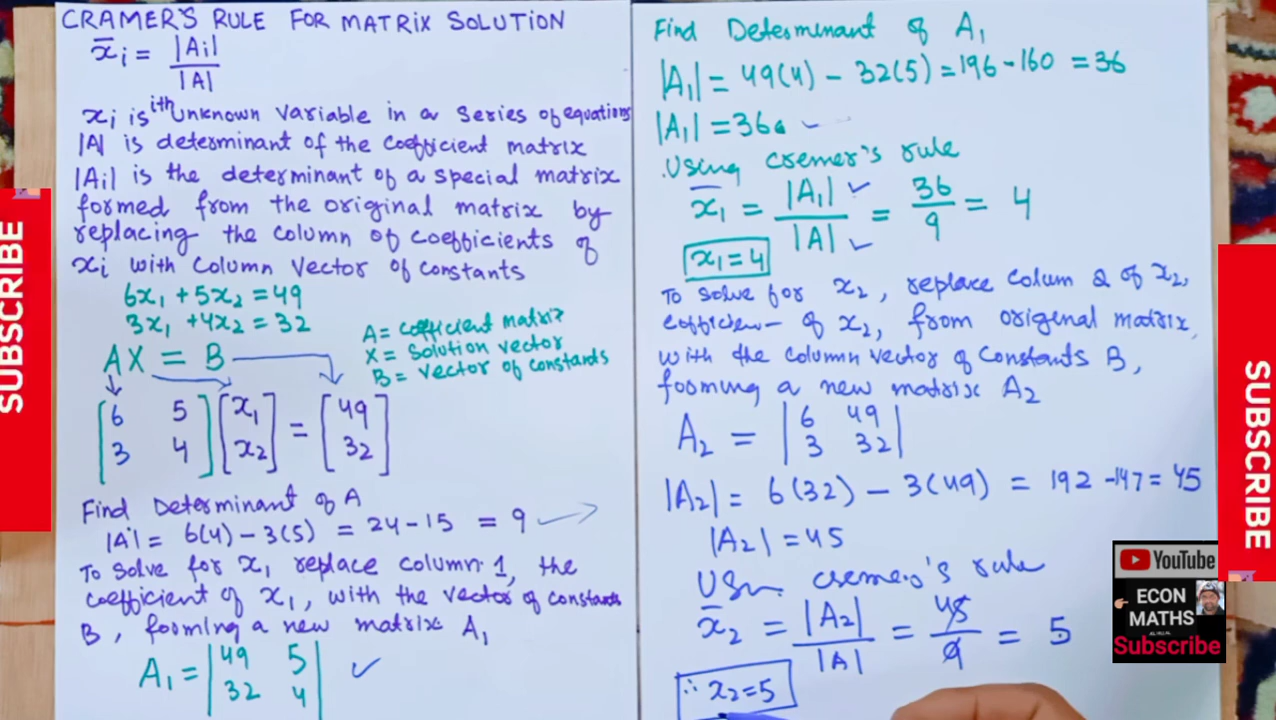 CRAMER'S RULE FOR MATRIX SOLUTION
x̄i = |Ai| / |A|
xi is ith unknown variable in a series of equations
|A| is determinant of the coefficient matrix
|Ai| is the determinant of a special matrix
formed from the original matrix by
replacing the column of coefficients of
xi with column vector of constants
6x1 + 5x2 = 49
3x1 + 4x2 = 32
A = coefficient matrix
X = Solution vector
B = vector of constants
AX = B
[6 5] [x1] = [49]
[3 4] [x2] [32]
Find Determinant of A
|A| = 6(4) - 3(5) = 24 - 15 = 9
To solve for x1 replace column 1, the
coefficient of x1, with the vector of constants
B, forming a new matrix A1
A1 = |49 5|
|32 4|
Find Determinant of A1
|A1| = 49(4) - 32(5) = 196 - 160 = 36
|A1| = 36
Using cremer's rule
x̄1 = |A1| / |A| = 36 / 9 = 4
x1 = 4
To solve for x2, replace colum 2 of x2,
of x2, from original matrix,
with the column vector of constants B,
forming a new matrix A2
A2 = |6 49|
|3 32|
|A2| = 6(32) - 3(49) = 192 - 147 = 45
|A2| = 45
cremer's rule
x̄2 = |A2| / |A| = 45 / 9 = 5
∴ x2 = 5
SUBSCRIBE
SUBSCRIBE
YouTube
ECON
MATHS
Subscribe